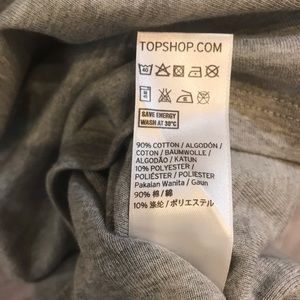 TOPSHOP.COM
40
SAVE ENERGY
WASH AT 30°C
90% COTTON / ALGODÓN /
COTON / BAUMWOLLE /
ALGODÃO / KATUN
10% POLYESTER /
POLIÉSTER / POLIESTER
Pakaian Wanita / Gaun
90% 棉 / 綿
10% 涤纶 / ポリエステル